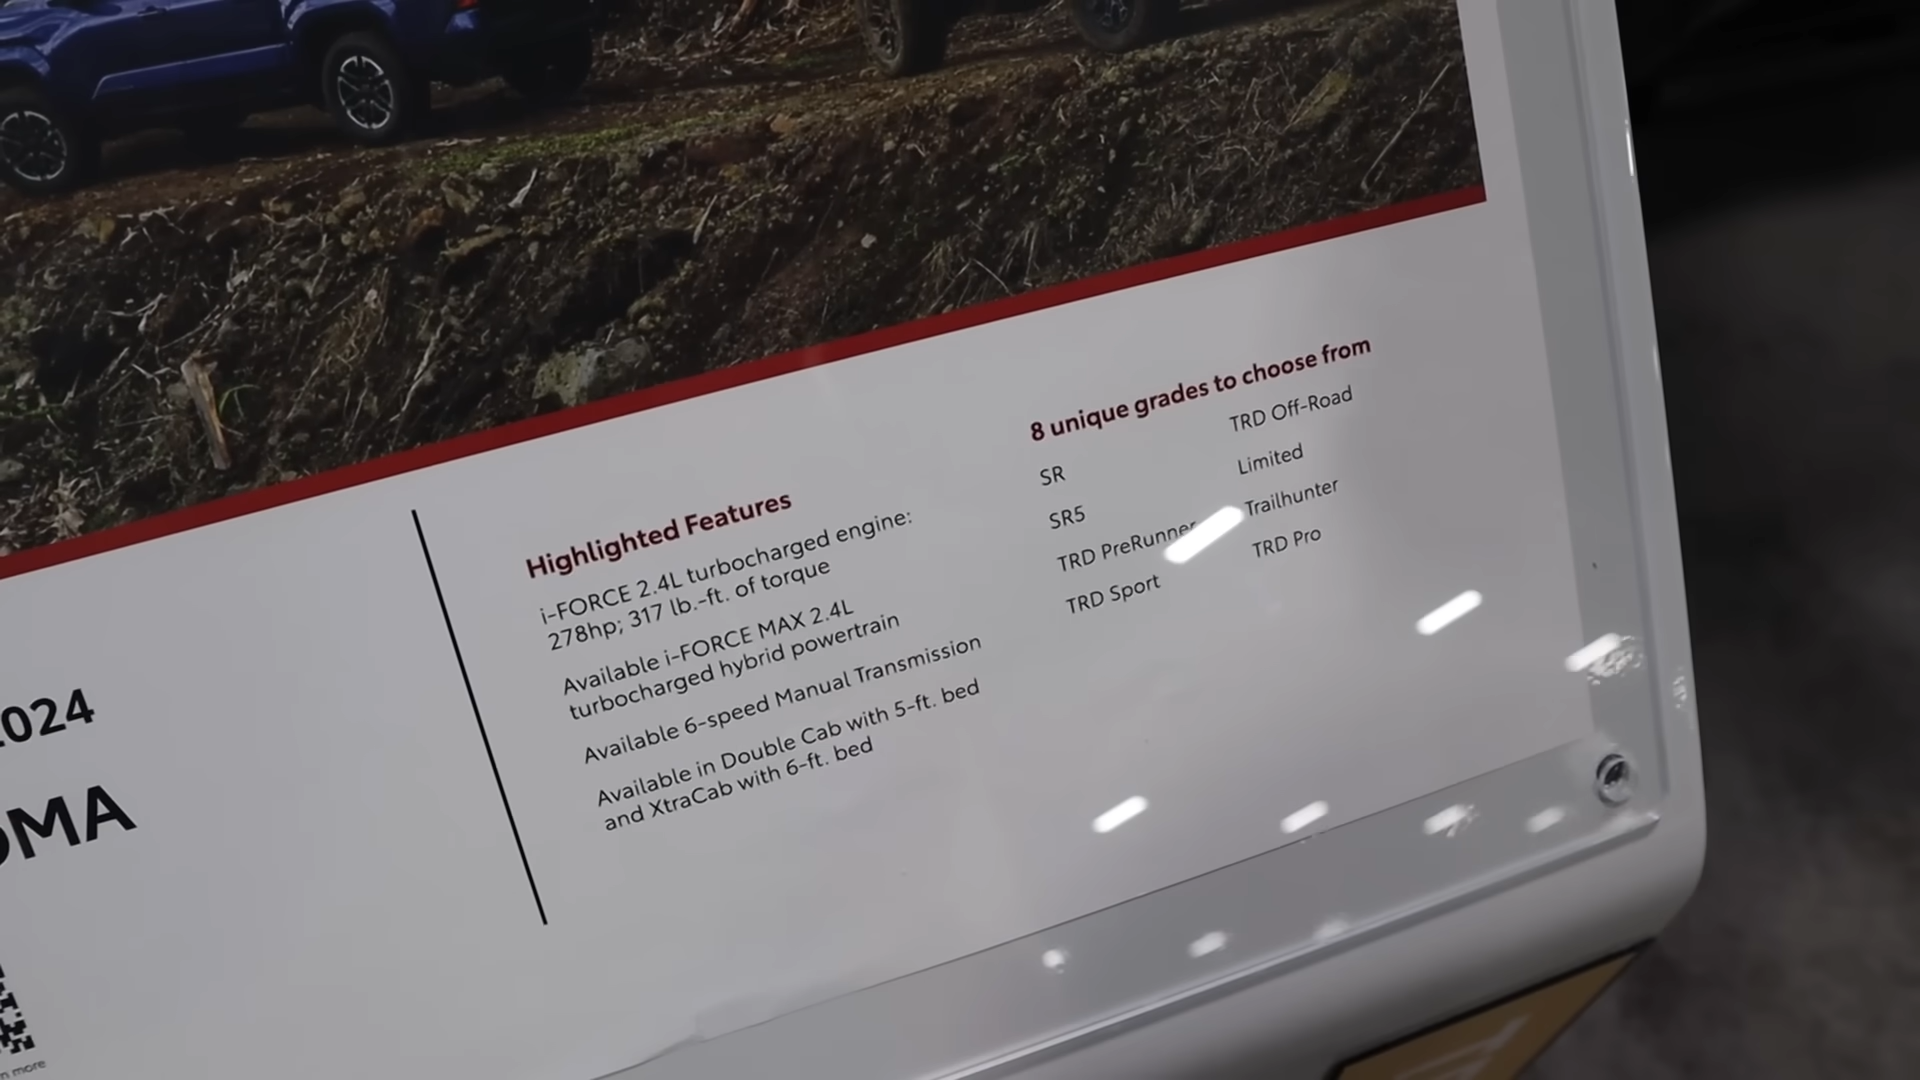 2024
OMA
Highlighted Features
i-FORCE 2.4L turbocharged engine:
278hp; 317 lb.-ft. of torque
Available i-FORCE MAX 2.4L
turbocharged hybrid powertrain
Available 6-speed Manual Transmission
Available in Double Cab with 5-ft. bed
and XtraCab with 6-ft. bed
8 unique grades to choose from
SR
SR5
TRD PreRunner
TRD Sport
TRD Off-Road
Limited
Trailhunter
TRD Pro
more